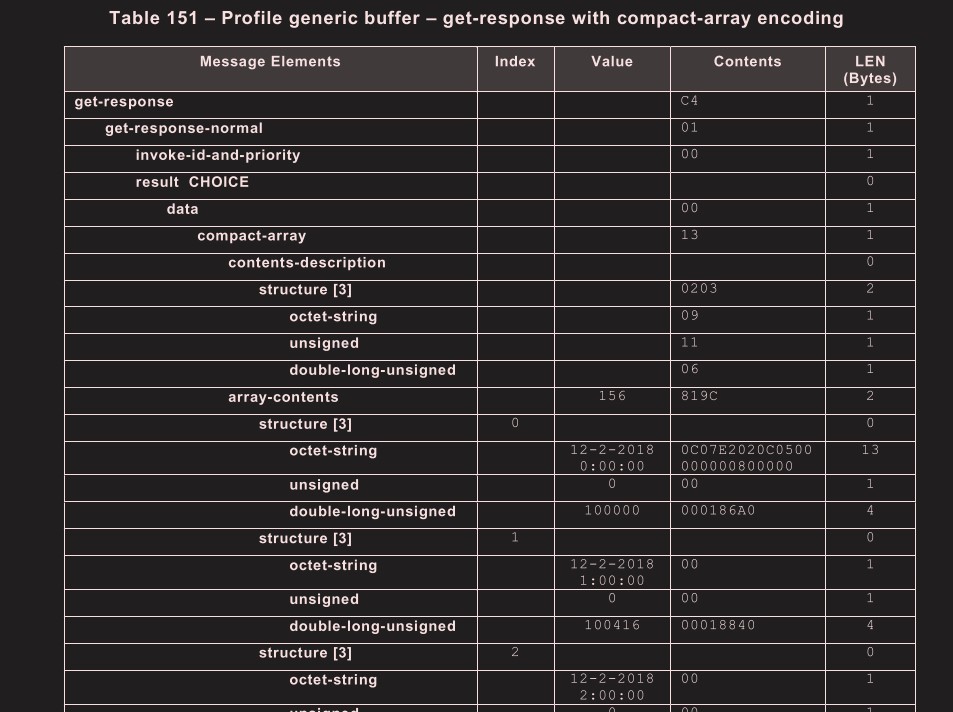 Table 151 – Profile generic buffer – get-response with compact-array encoding
Message Elements Index Value Contents LEN
(Bytes)
get-response C4 1
get-response-normal 01 1
invoke-id-and-priority 00 1
result CHOICE 0
data 00 1
compact-array 13 1
contents-description 0
structure [3] 0203 2
octet-string 09 1
unsigned 11 1
double-long-unsigned 06 1
array-contents 156 819C 2
structure [3] 0 0
octet-string 12-2-2018 0C07E2020C0500 13
0:00:00 000000800000
unsigned 0 00 1
double-long-unsigned 100000 000186A0 4
structure [3] 1 0
octet-string 12-2-2018 00 1
1:00:00
unsigned 0 00 1
double-long-unsigned 100416 00018840 4
structure [3] 2 0
octet-string 12-2-2018 00 1
2:00:00
unsigned 0 00 1